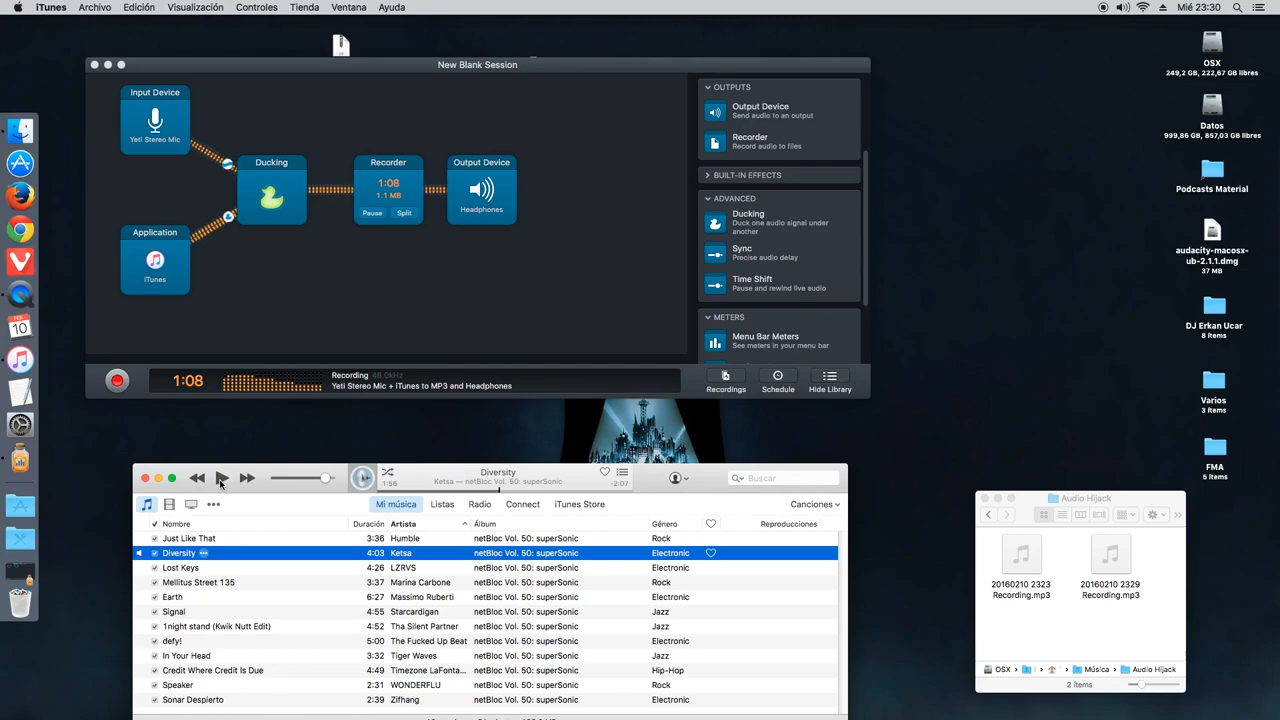 iTunes Archivo Edición Visualización Controles Tienda Ventana Ayuda
Mié 23:30
New Blank Session
Input Device
Yeti Stereo Mic
Application
iTunes
Ducking
Recorder
1:08
1.1 MB
Pause Split
Output Device
Headphones
OUTPUTS
Output Device
Send audio to an output
Recorder
Record audio to files
BUILT-IN EFFECTS
ADVANCED
Ducking
Duck one audio signal under
another
Sync
Precise audio delay
Time Shift
Pause and rewind live audio
METERS
Menu Bar Meters
See meters in your menu bar
1:08
Recording 48.0kHz
Yeti Stereo Mic + iTunes to MP3 and Headphones
Recordings Schedule Hide Library
OSX
249,2 GB, 222,67 GB libres
Datos
999,86 GB, 857,03 GB libres
Podcasts Material
audacity-macosx-
ub-2.1.1.dmg
37 MB
DJ Erkan Ucar
8 ítems
Varios
3 ítems
FMA
5 ítems
FEB
10
Diversity
1:56 Ketsa — netBloc Vol. 50: superSonic -2:07
Buscar
Mi música Listas Radio Connect iTunes Store Canciones
Nombre Duración Artista Álbum Género Reproducciones
Just Like That 3:36 Humble netBloc Vol. 50: superSonic Rock
Diversity 4:03 Ketsa netBloc Vol. 50: superSonic Electronic
Lost Keys 4:26 LZRVS netBloc Vol. 50: superSonic Electronic
Mellitus Street 135 3:37 Marina Carbone netBloc Vol. 50: superSonic Rock
Earth 6:27 Massimo Ruberti netBloc Vol. 50: superSonic Electronic
Signal 4:55 Starcardigan netBloc Vol. 50: superSonic Jazz
1night stand (Kwik Nutt Edit) 4:52 Tha Silent Partner netBloc Vol. 50: superSonic Jazz
defy! 5:00 The Fucked Up Beat netBloc Vol. 50: superSonic Electronic
In Your Head 3:32 Tiger Waves netBloc Vol. 50: superSonic Jazz
Credit Where Credit Is Due 4:49 Timezone LaFonta... netBloc Vol. 50: superSonic Hip-Hop
Speaker 2:31 WONDERFLU netBloc Vol. 50: superSonic Rock
Sonar Despierto 2:39 Zifhang netBloc Vol. 50: superSonic Electronic
Audio Hijack
20160210 2323
Recording.mp3
20160210 2329
Recording.mp3
OSX Música Audio Hijack
2 ítems